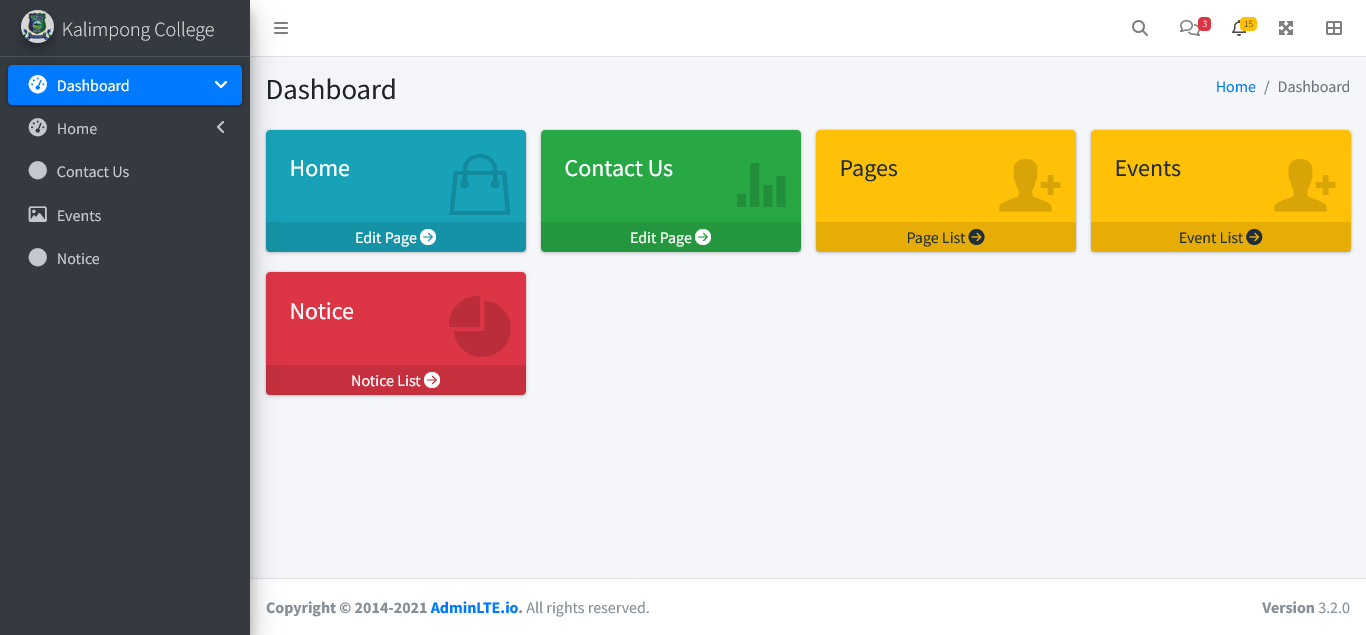 Kalimpong College
3
15
Dashboard
Home
Contact Us
Events
Notice
Dashboard
Home / Dashboard
Home
Edit Page
Contact Us
Edit Page
Pages
Page List
Events
Event List
Notice
Notice List
Copyright © 2014-2021 AdminLTE.io. All rights reserved.
Version 3.2.0